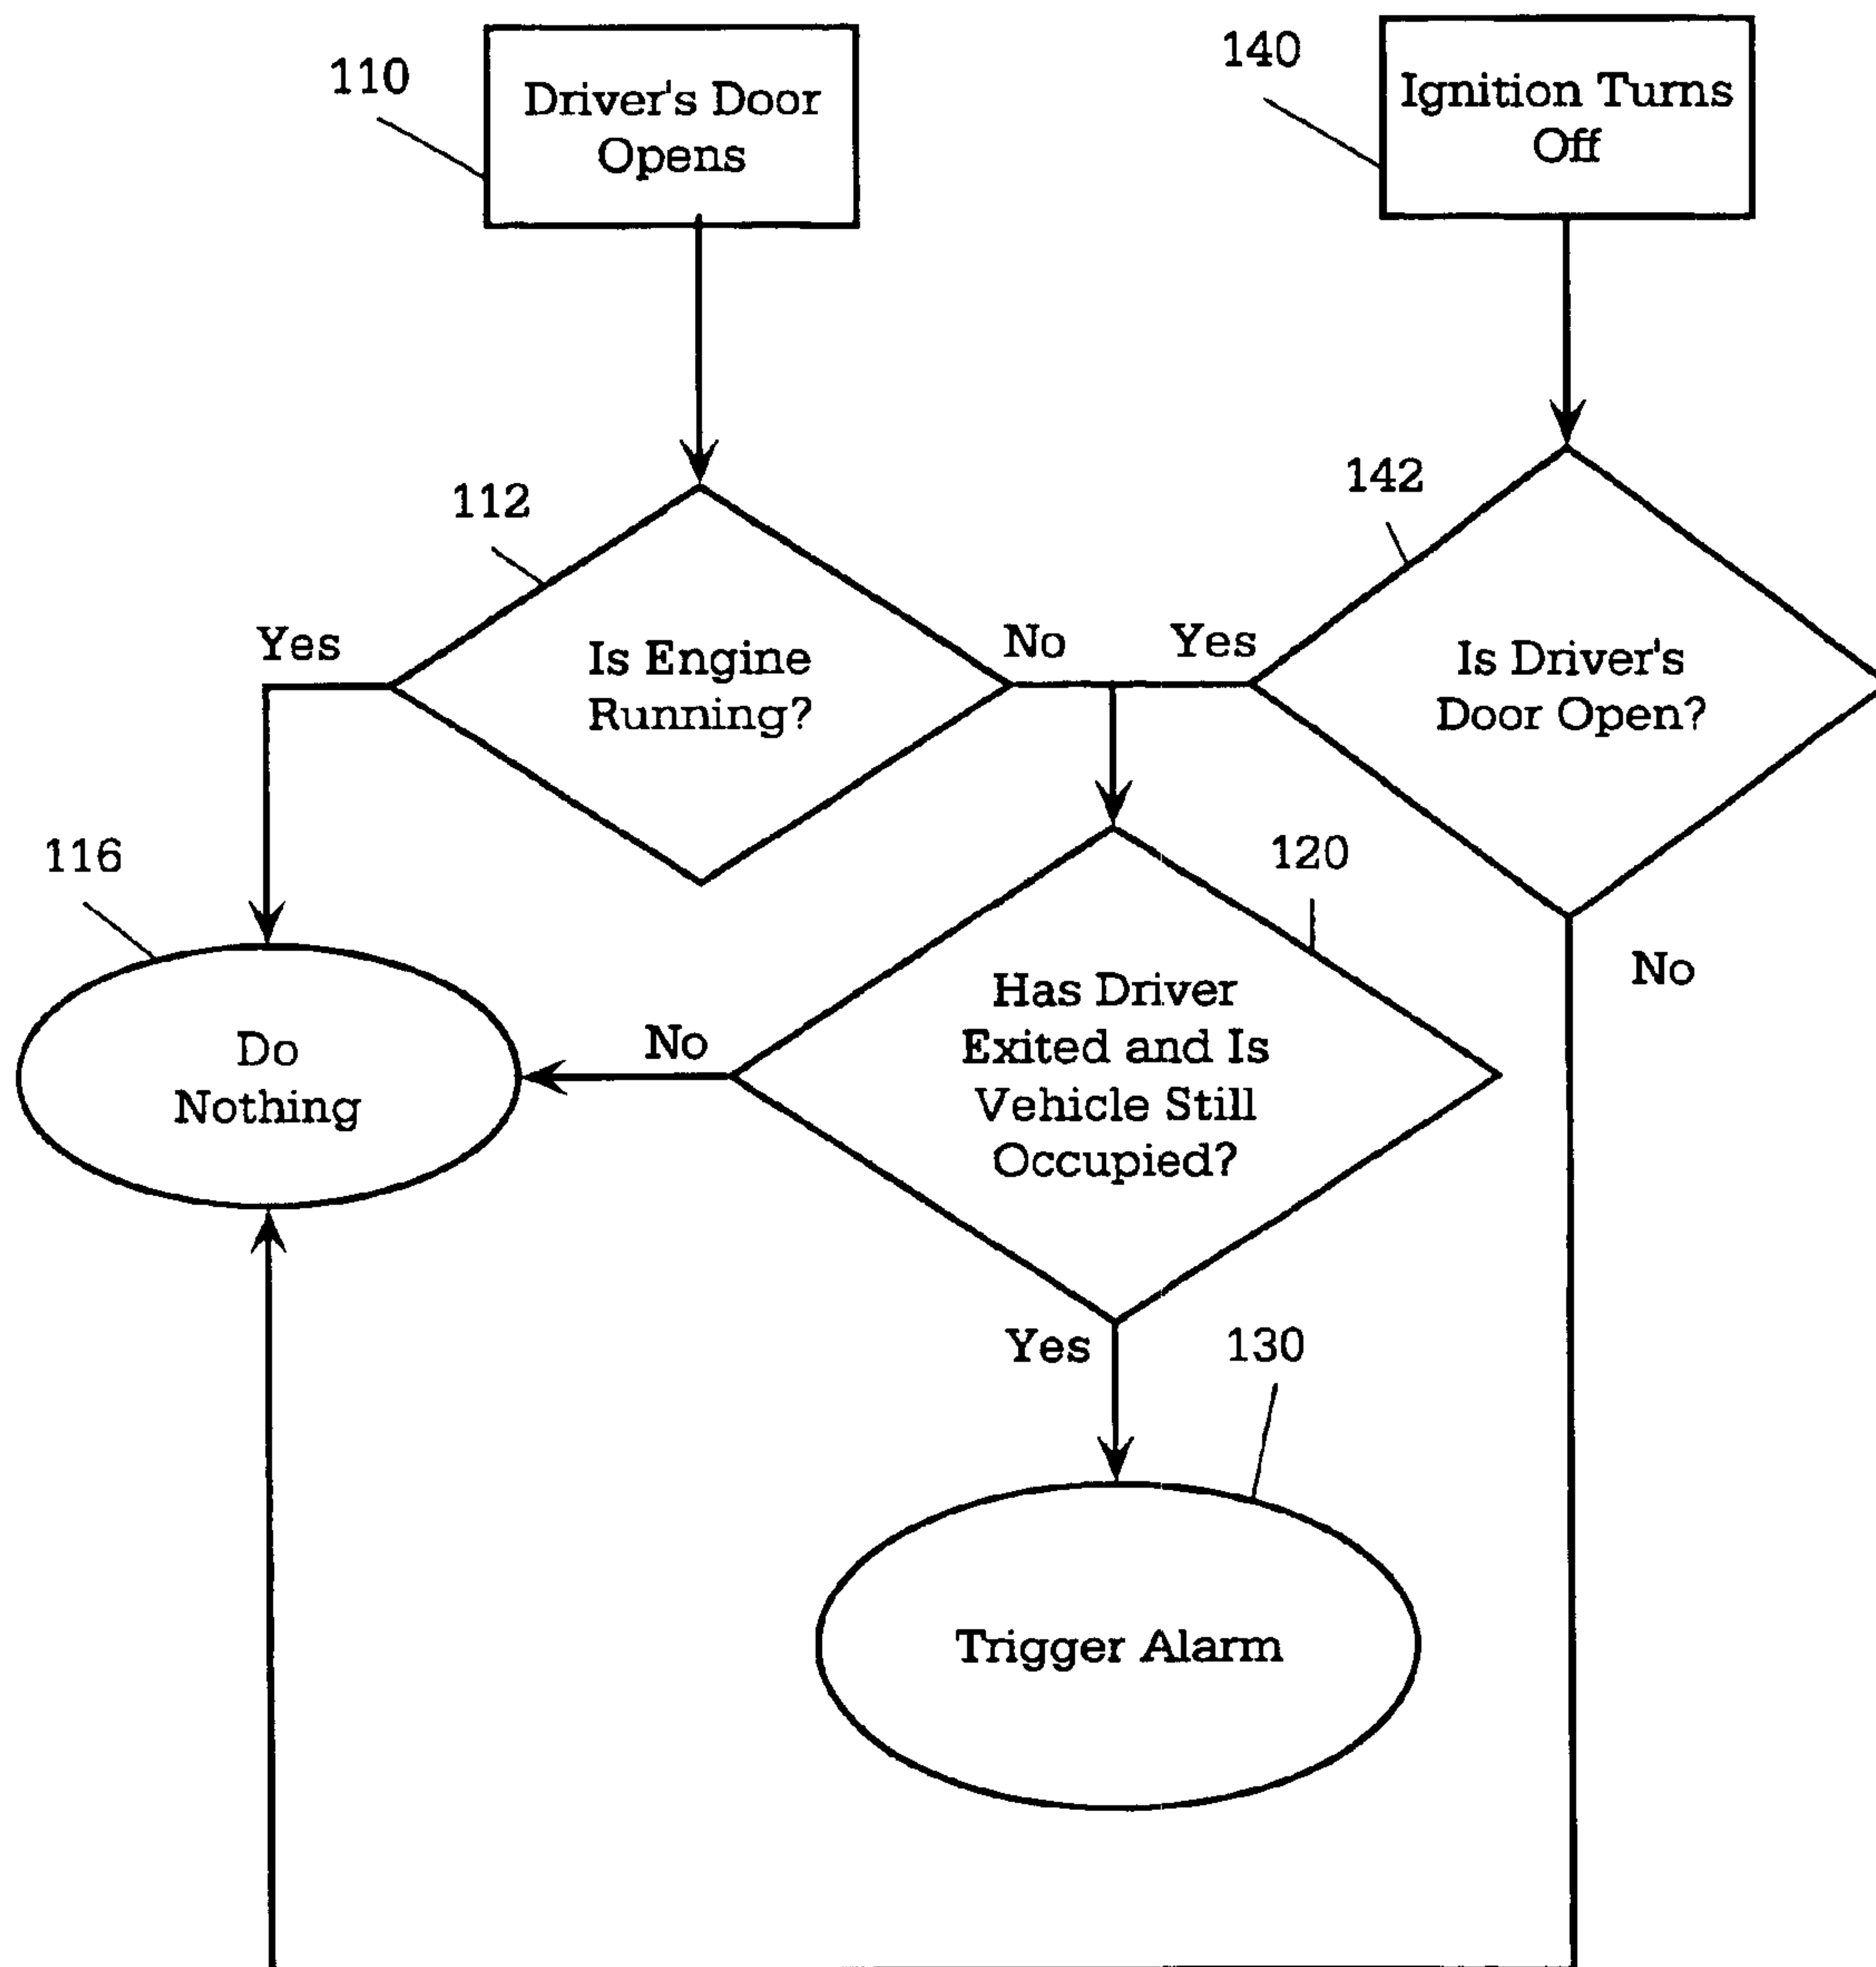 110
Driver's Door
Opens
140
Ignition Turns
Off
112
Is Engine
Running?
Yes
No
142
Is Driver's
Door Open?
Yes
No
116
Do
Nothing
120
Has Driver
Exited and Is
Vehicle Still
Occupied?
No
Yes
130
Trigger Alarm